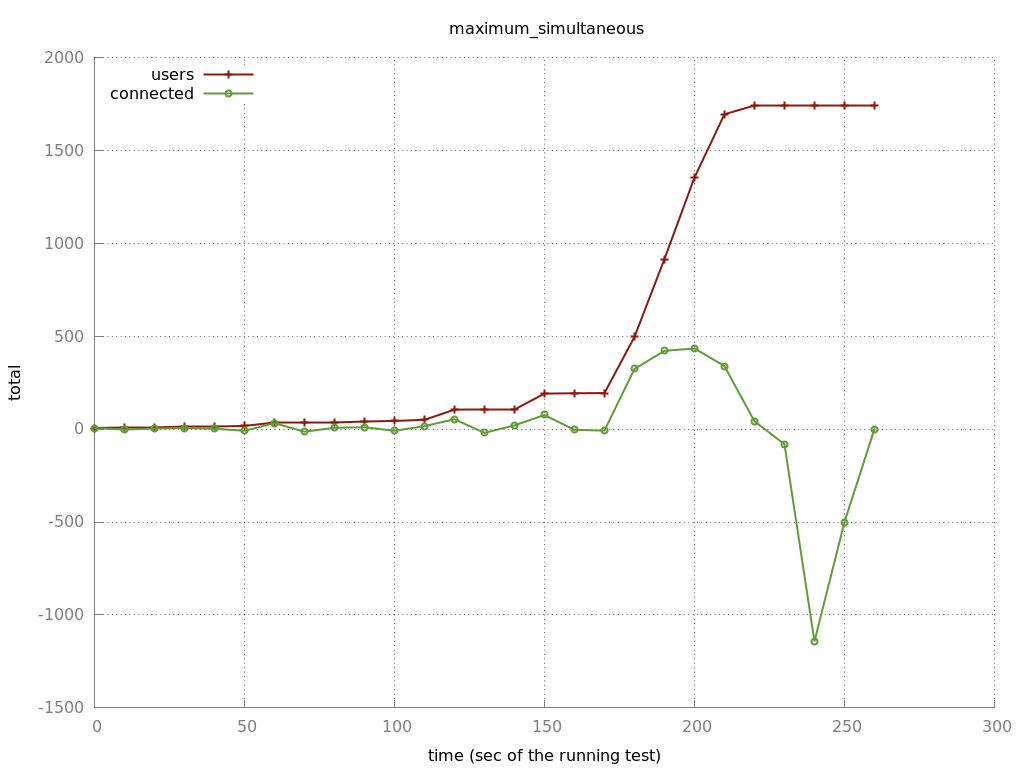 maximum_simultaneous
users
connected
2000
1500
1000
500
0
-500
-1000
-1500
total
0 50 100 150 200 250 300
time (sec of the running test)